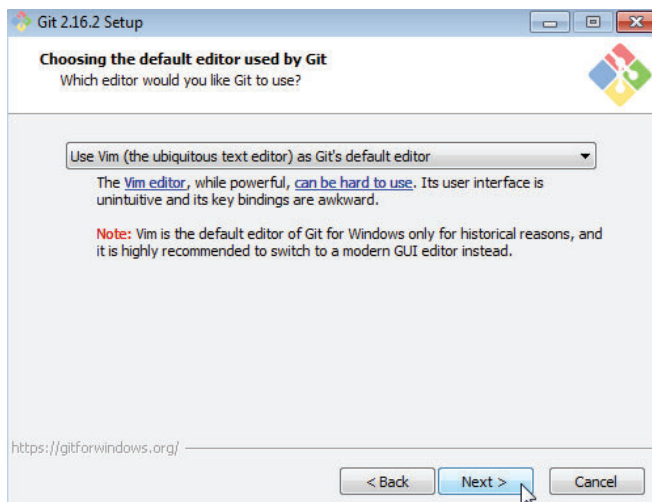 Git 2.16.2 Setup
Choosing the default editor used by Git
Which editor would you like Git to use?
Use Vim (the ubiquitous text editor) as Git's default editor
The Vim editor, while powerful, can be hard to use. Its user interface is
unintuitive and its key bindings are awkward.
Note: Vim is the default editor of Git for Windows only for historical reasons, and
it is highly recommended to switch to a modern GUI editor instead.
https://gitforwindows.org/
< Back
Next >
Cancel